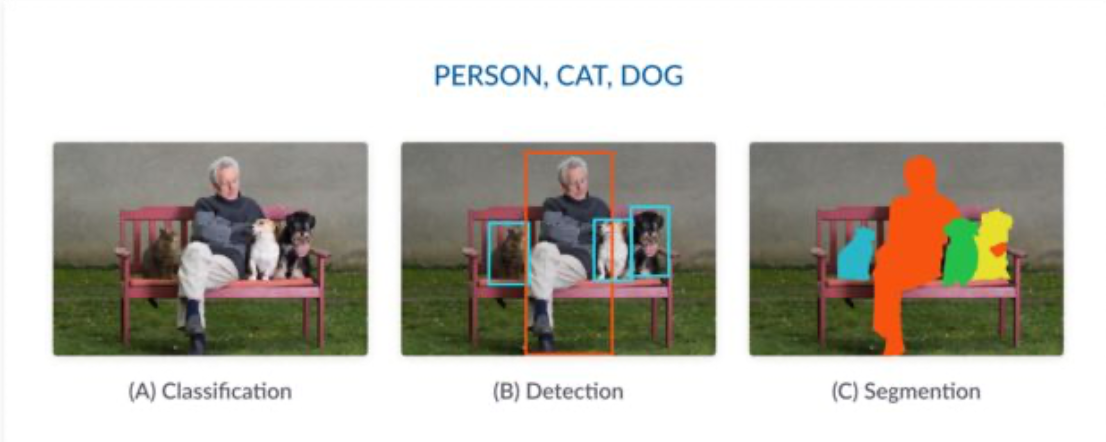 PERSON, CAT, DOG
(A) Classification
(B) Detection
(C) Segmention